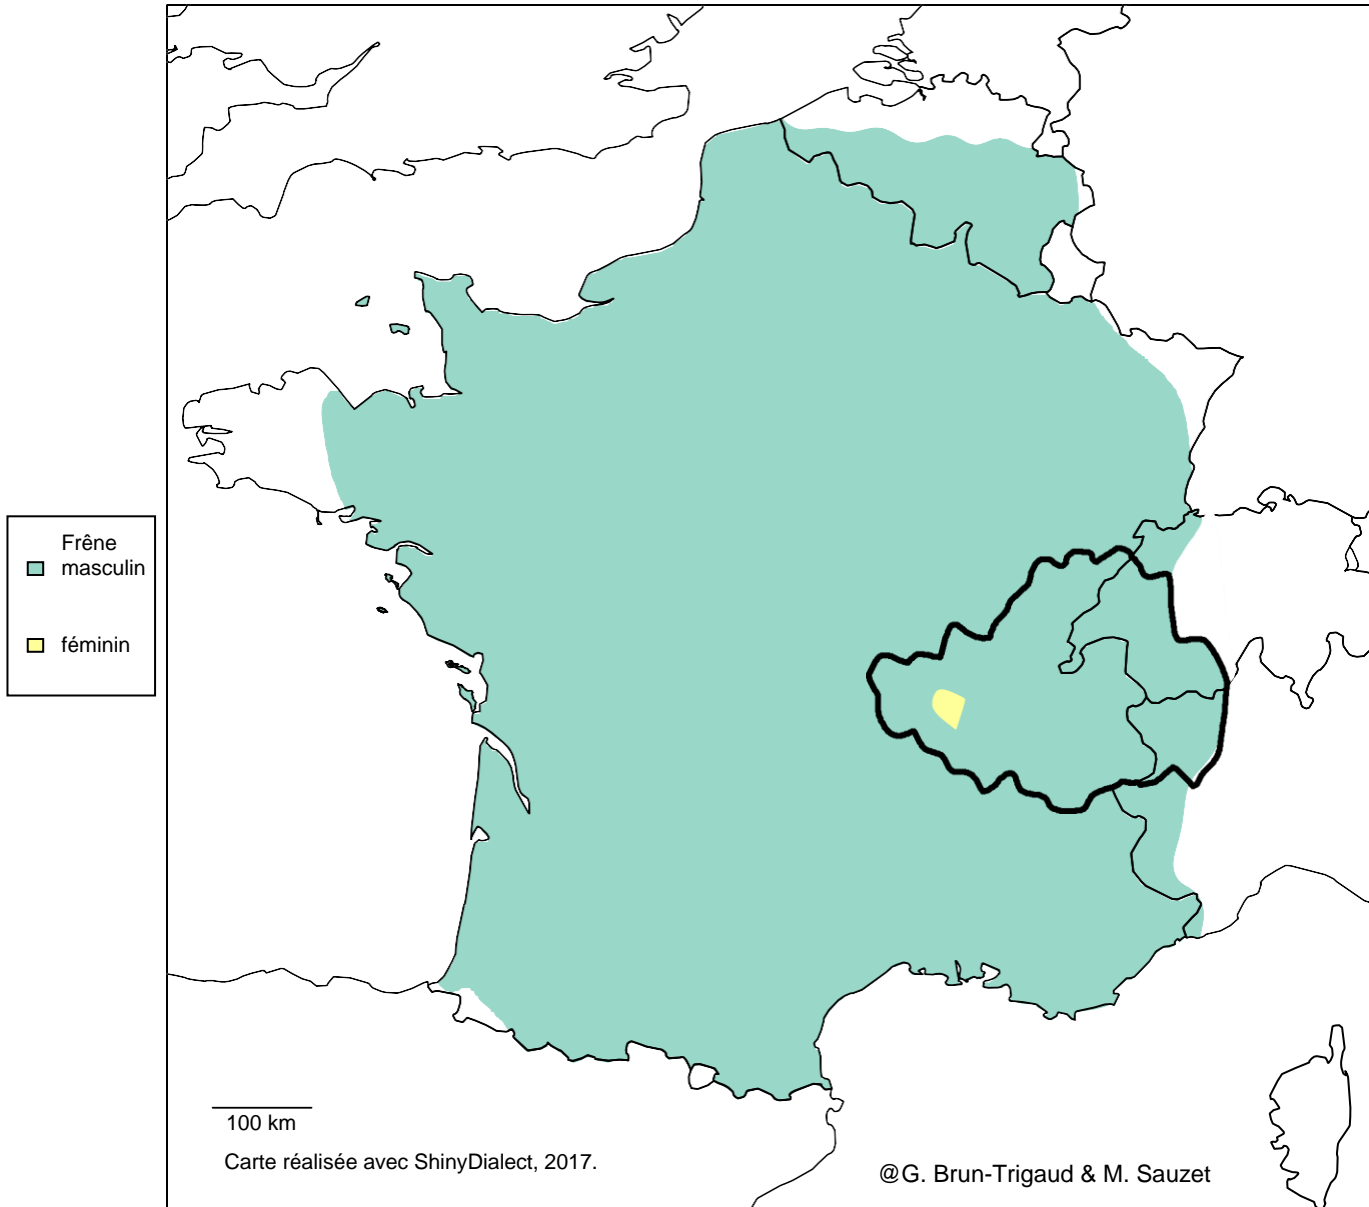 Frêne
masculin
féminin
100 km
Carte réalisée avec ShinyDialect, 2017.
@G. Brun-Trigaud & M. Sauzet